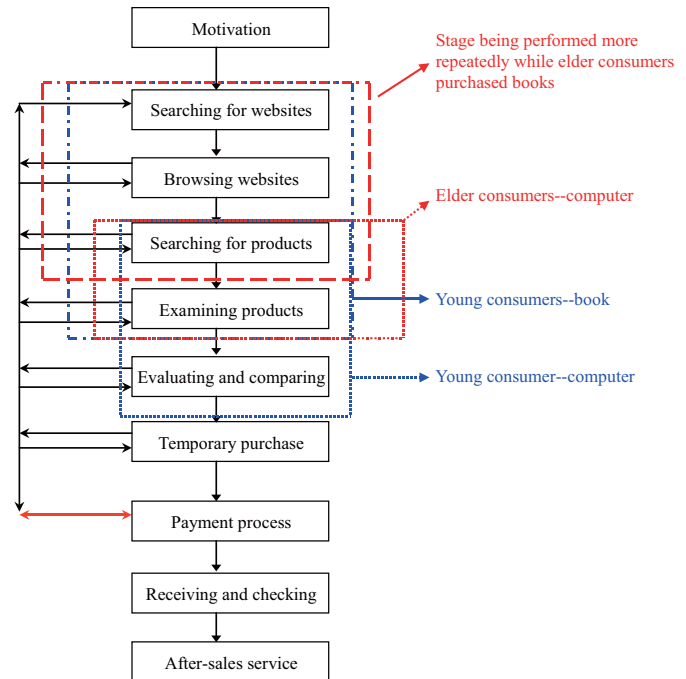 Motivation
Stage being performed more
repeatedly while elder consumers
purchased books
Searching for websites
Browsing websites
Elder consumers--computer
Searching for products
Examining products
Young consumers--book
Evaluating and comparing
Young consumer--computer
Temporary purchase
Payment process
Receiving and checking
After-sales service